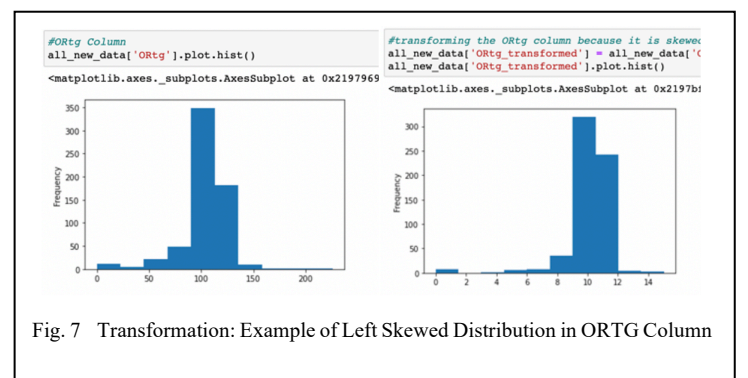 #ORtg Column
all_new_data['ORtg'].plot.hist()
<matplotlib.axes._subplots.AxesSubplot at 0x2197969
350
300
250
200
150
100
50
0
Frequency
0 50 100 150 200
#transforming the ORtg column because it is skewed
all_new_data['ORtg_transformed'] = all_new_data['
all_new_data['ORtg_transformed'].plot.hist()
<matplotlib.axes._subplots.AxesSubplot at 0x2197b
300
250
200
150
100
50
0
Frequency
0 2 4 6 8 10 12 14
Fig. 7 Transformation: Example of Left Skewed Distribution in ORTG Column